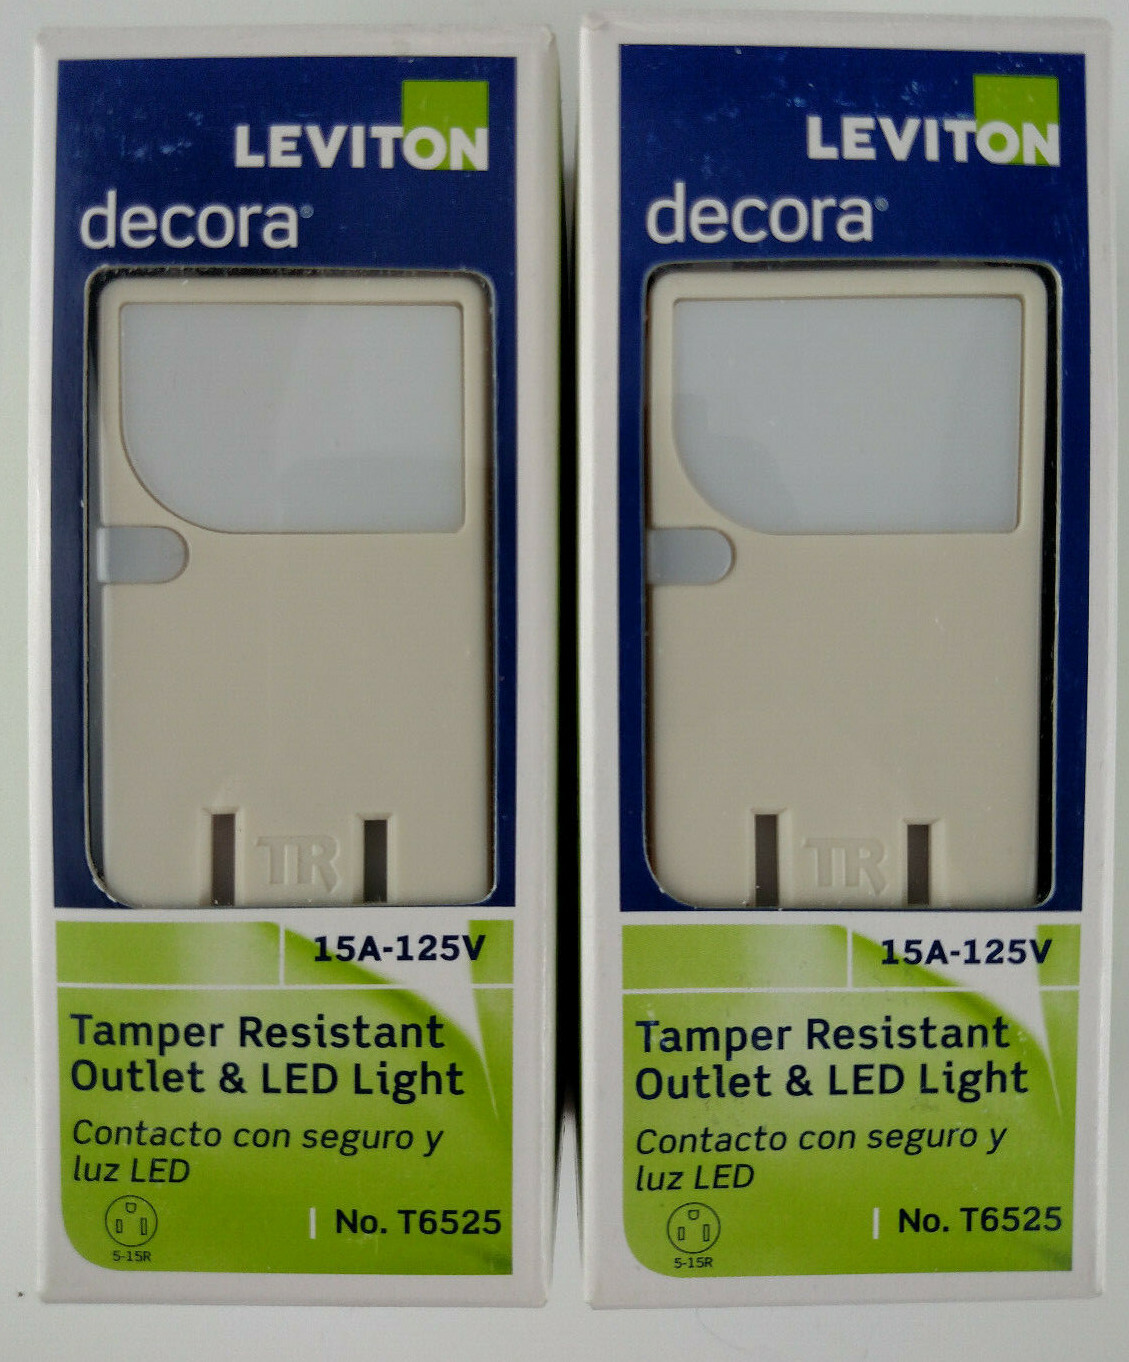 LEVITON
decora®
TR
15A-125V
Tamper Resistant
Outlet & LED Light
Contacto con seguro y
luz LED
5-15R
No. T6525
LEVITON
decora®
TR
15A-125V
Tamper Resistant
Outlet & LED Light
Contacto con seguro y
luz LED
5-15R
No. T6525